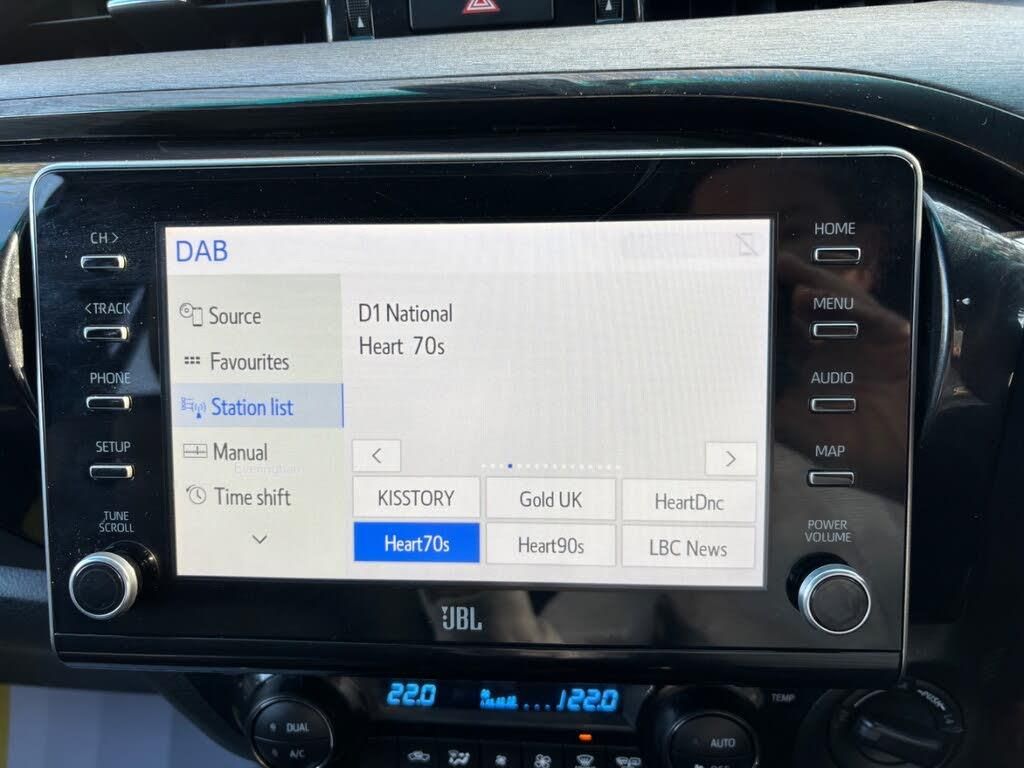 CH>
<TRACK
PHONE
SETUP
TUNE
SCROLL
DAB
Source
Favourites
Station list
Manual
Time shift
D1 National
Heart 70s
<
>
KISSTORY
Gold UK
HeartDnc
Heart70s
Heart90s
LBC News
HOME
MENU
AUDIO
MAP
POWER
VOLUME
JBL
22.0
22.0
TEMP
DUAL
A/C
AUTO